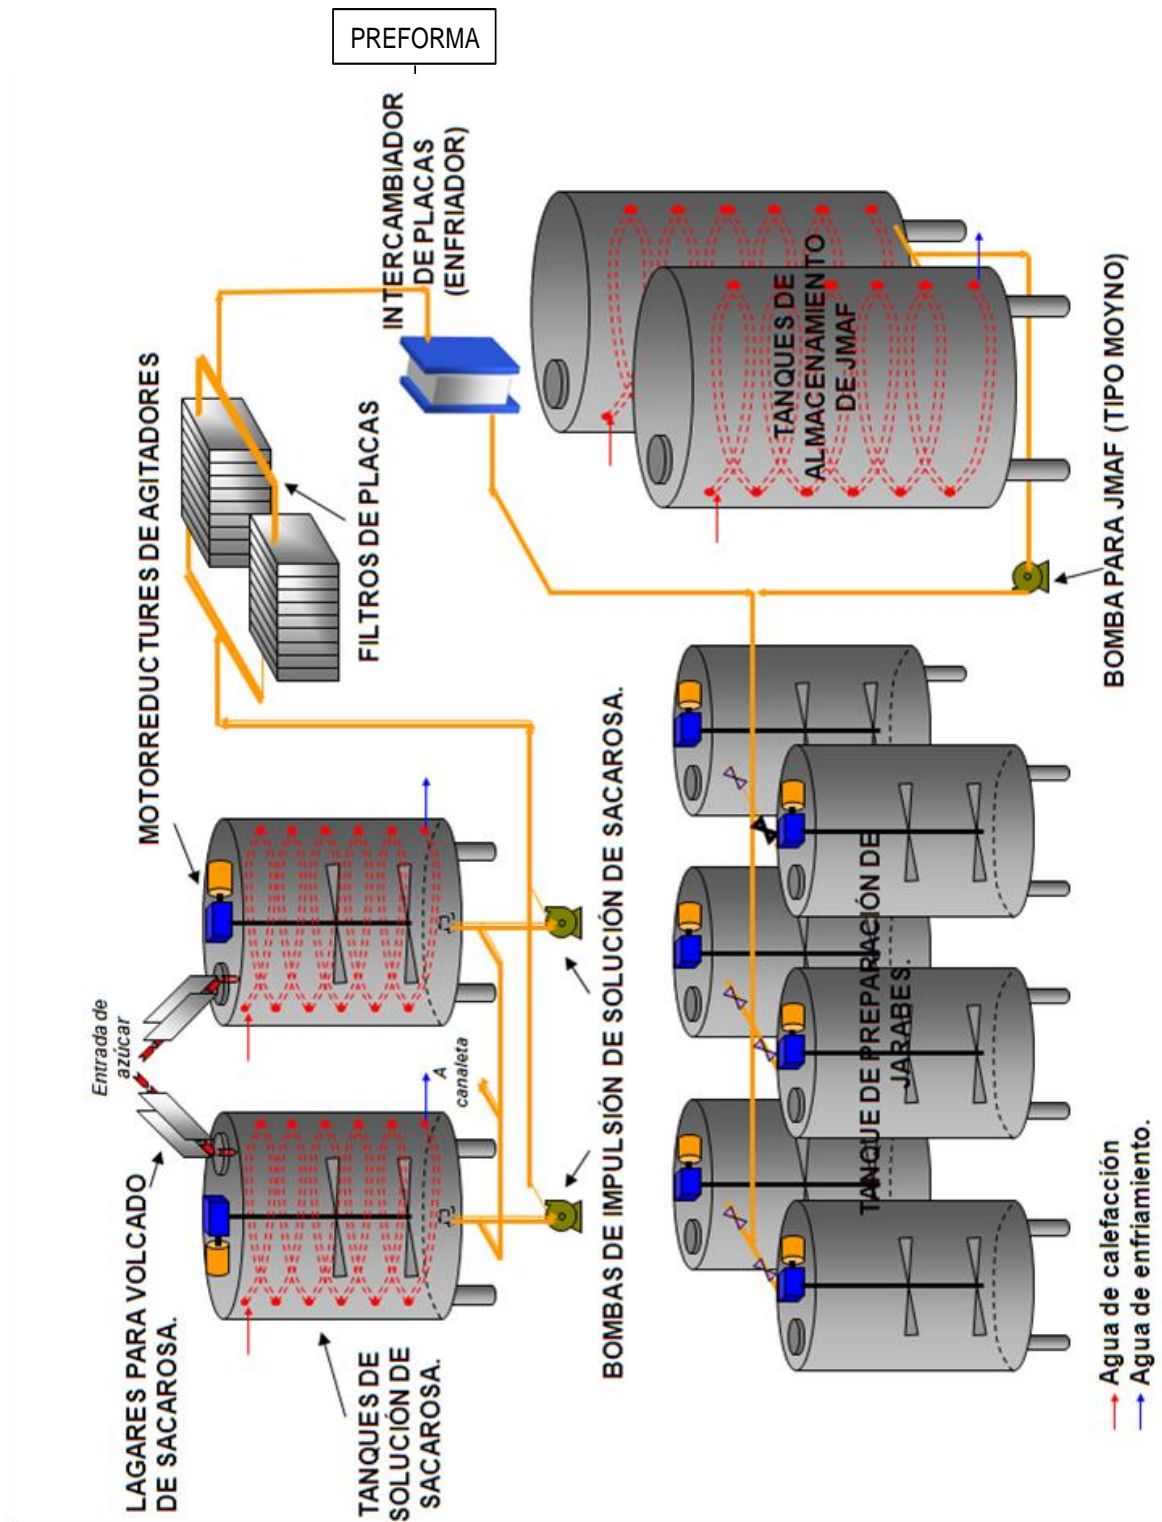 PREFORMA
LAGARES PARA VOLCADO
DE SACAROSA.
Entrada de
azúcar
MOTORREDUCTURES DE AGITADORES
INTERCAMBIADOR
DE PLACAS
(ENFRIADOR)
FILTROS DE PLACAS
TANQUES DE
SOLUCIÓN DE
SACAROSA.
A
canaleta
BOMBAS DE IMPULSIÓN DE SOLUCIÓN DE SACAROSA.
TANQUES DE
ALMACENAMIENTO
DE JMAF
TANQUE DE PREPARACIÓN DE
JARABES.
BOMBA PARA JMAF (TIPO MOYNO)
Agua de calefacción
Agua de enfriamiento.